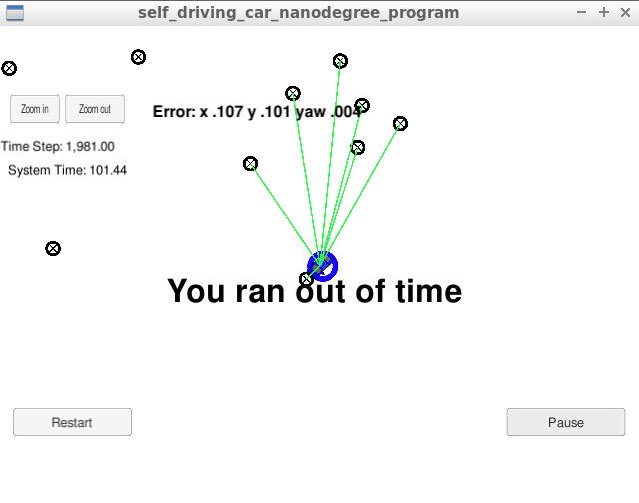 self_driving_car_nanodegree_program
Zoom in
Zoom out
Error: x .107 y .101 yaw .004
Time Step: 1,981.00
System Time: 101.44
You ran out of time
Restart
Pause